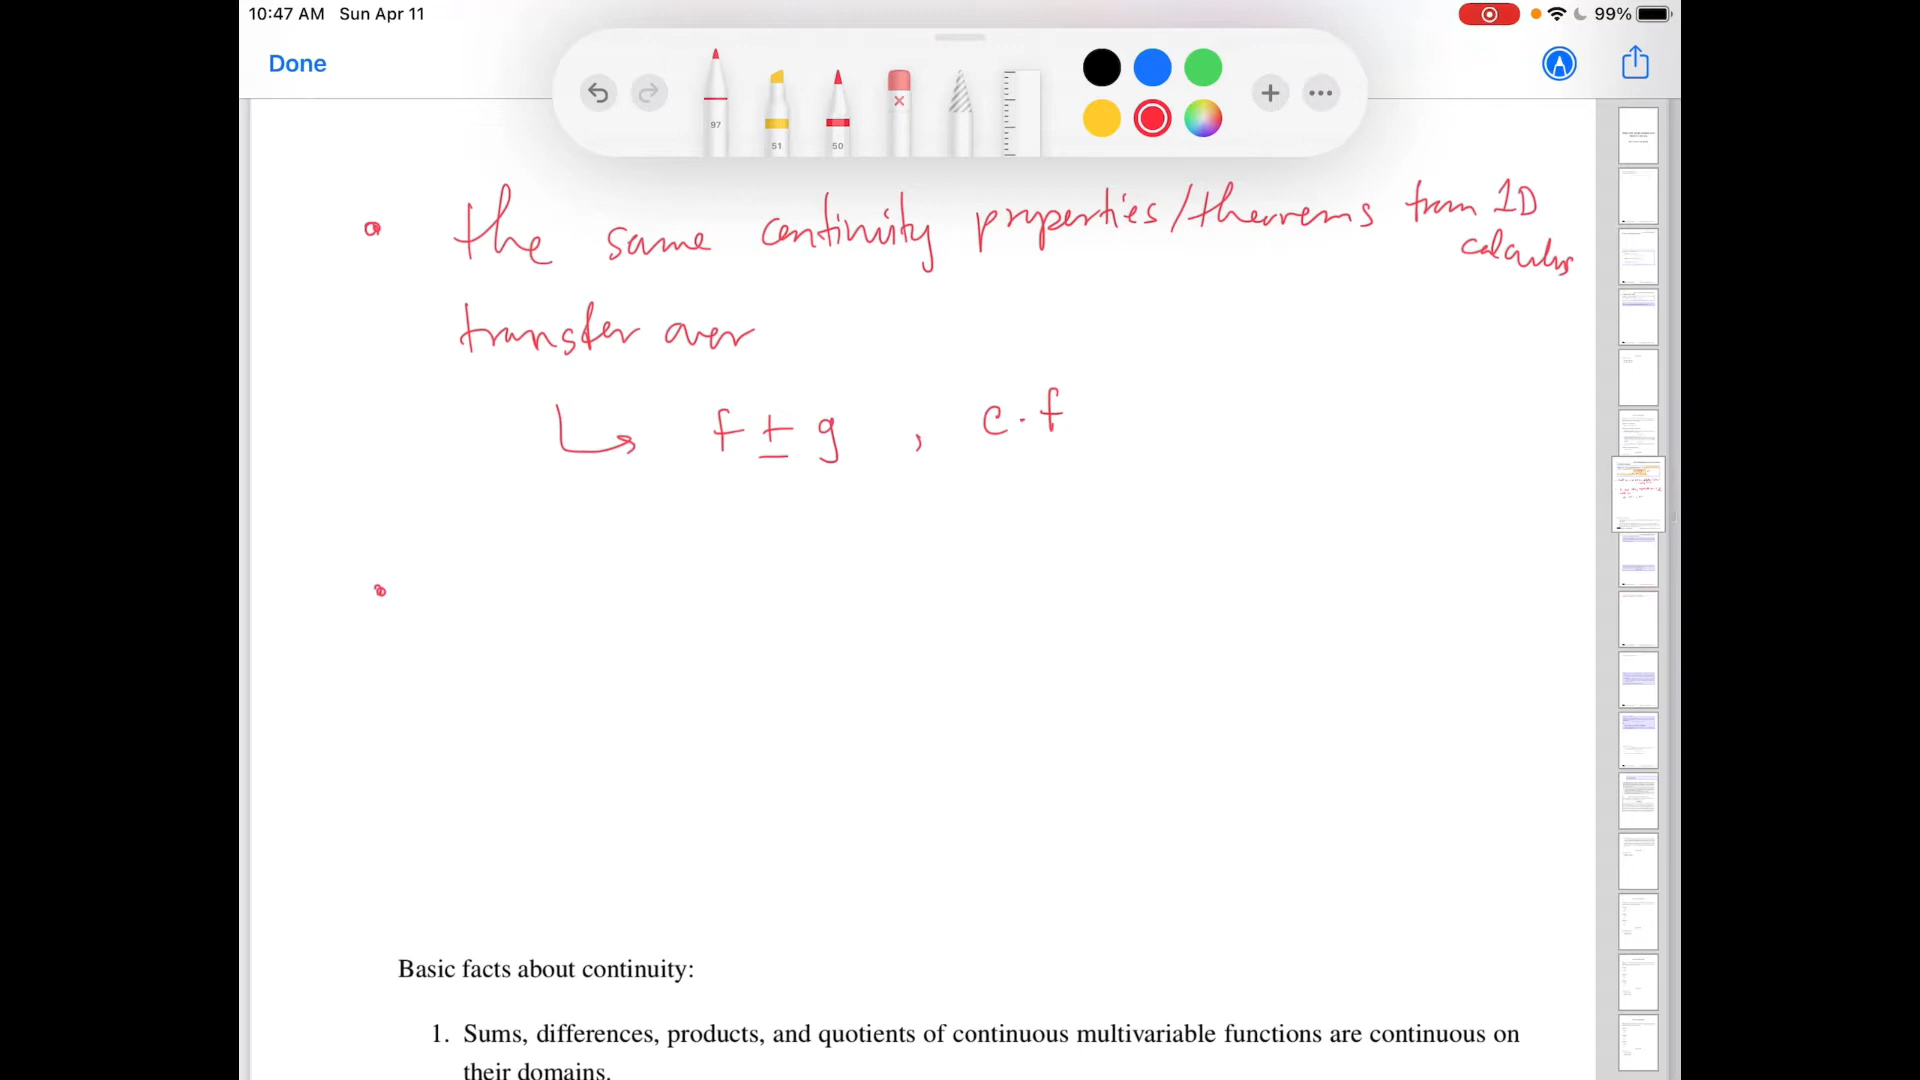 10:47 AM Sun Apr 11
99%
Done
97
51
50
the same continuity properties/theorems from 1D
calculus
transfer over
f ± g , c · f
Basic facts about continuity:
1. Sums, differences, products, and quotients of continuous multivariable functions are continuous on
their domains.